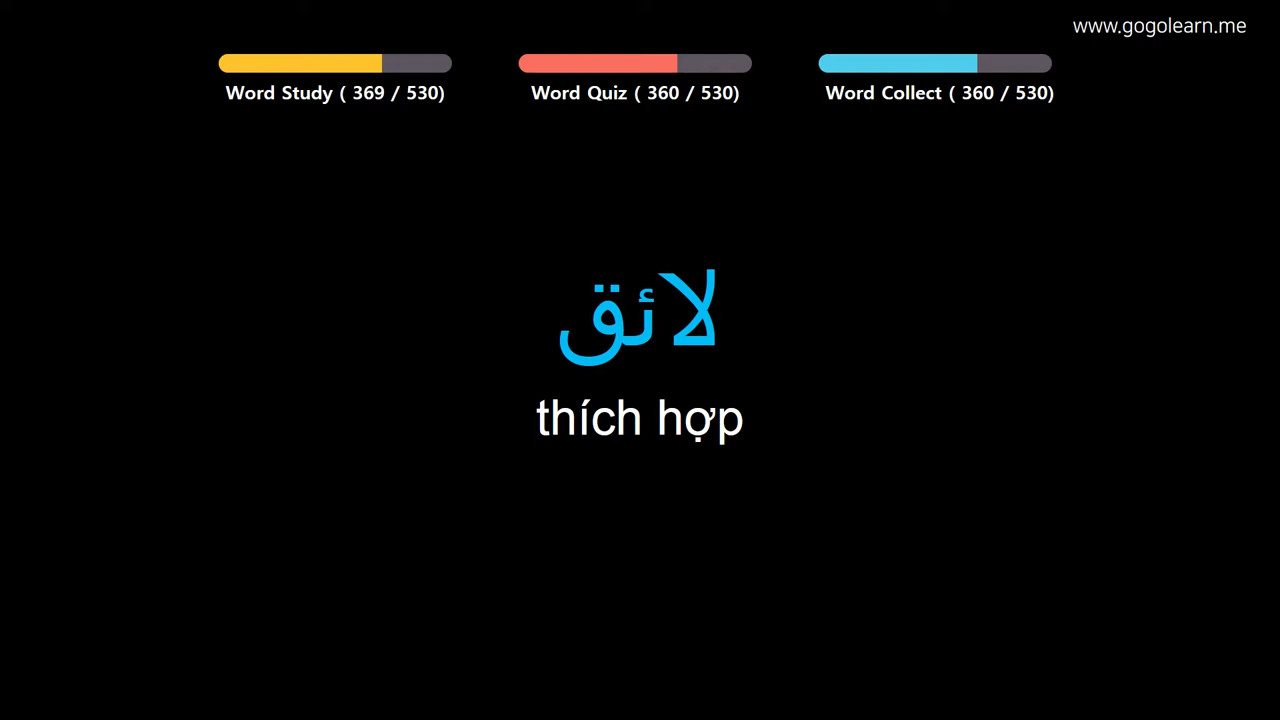 www.gogolearn.me
Word Study ( 369 / 530)
Word Quiz ( 360 / 530)
Word Collect ( 360 / 530)
لائق
thích hợp